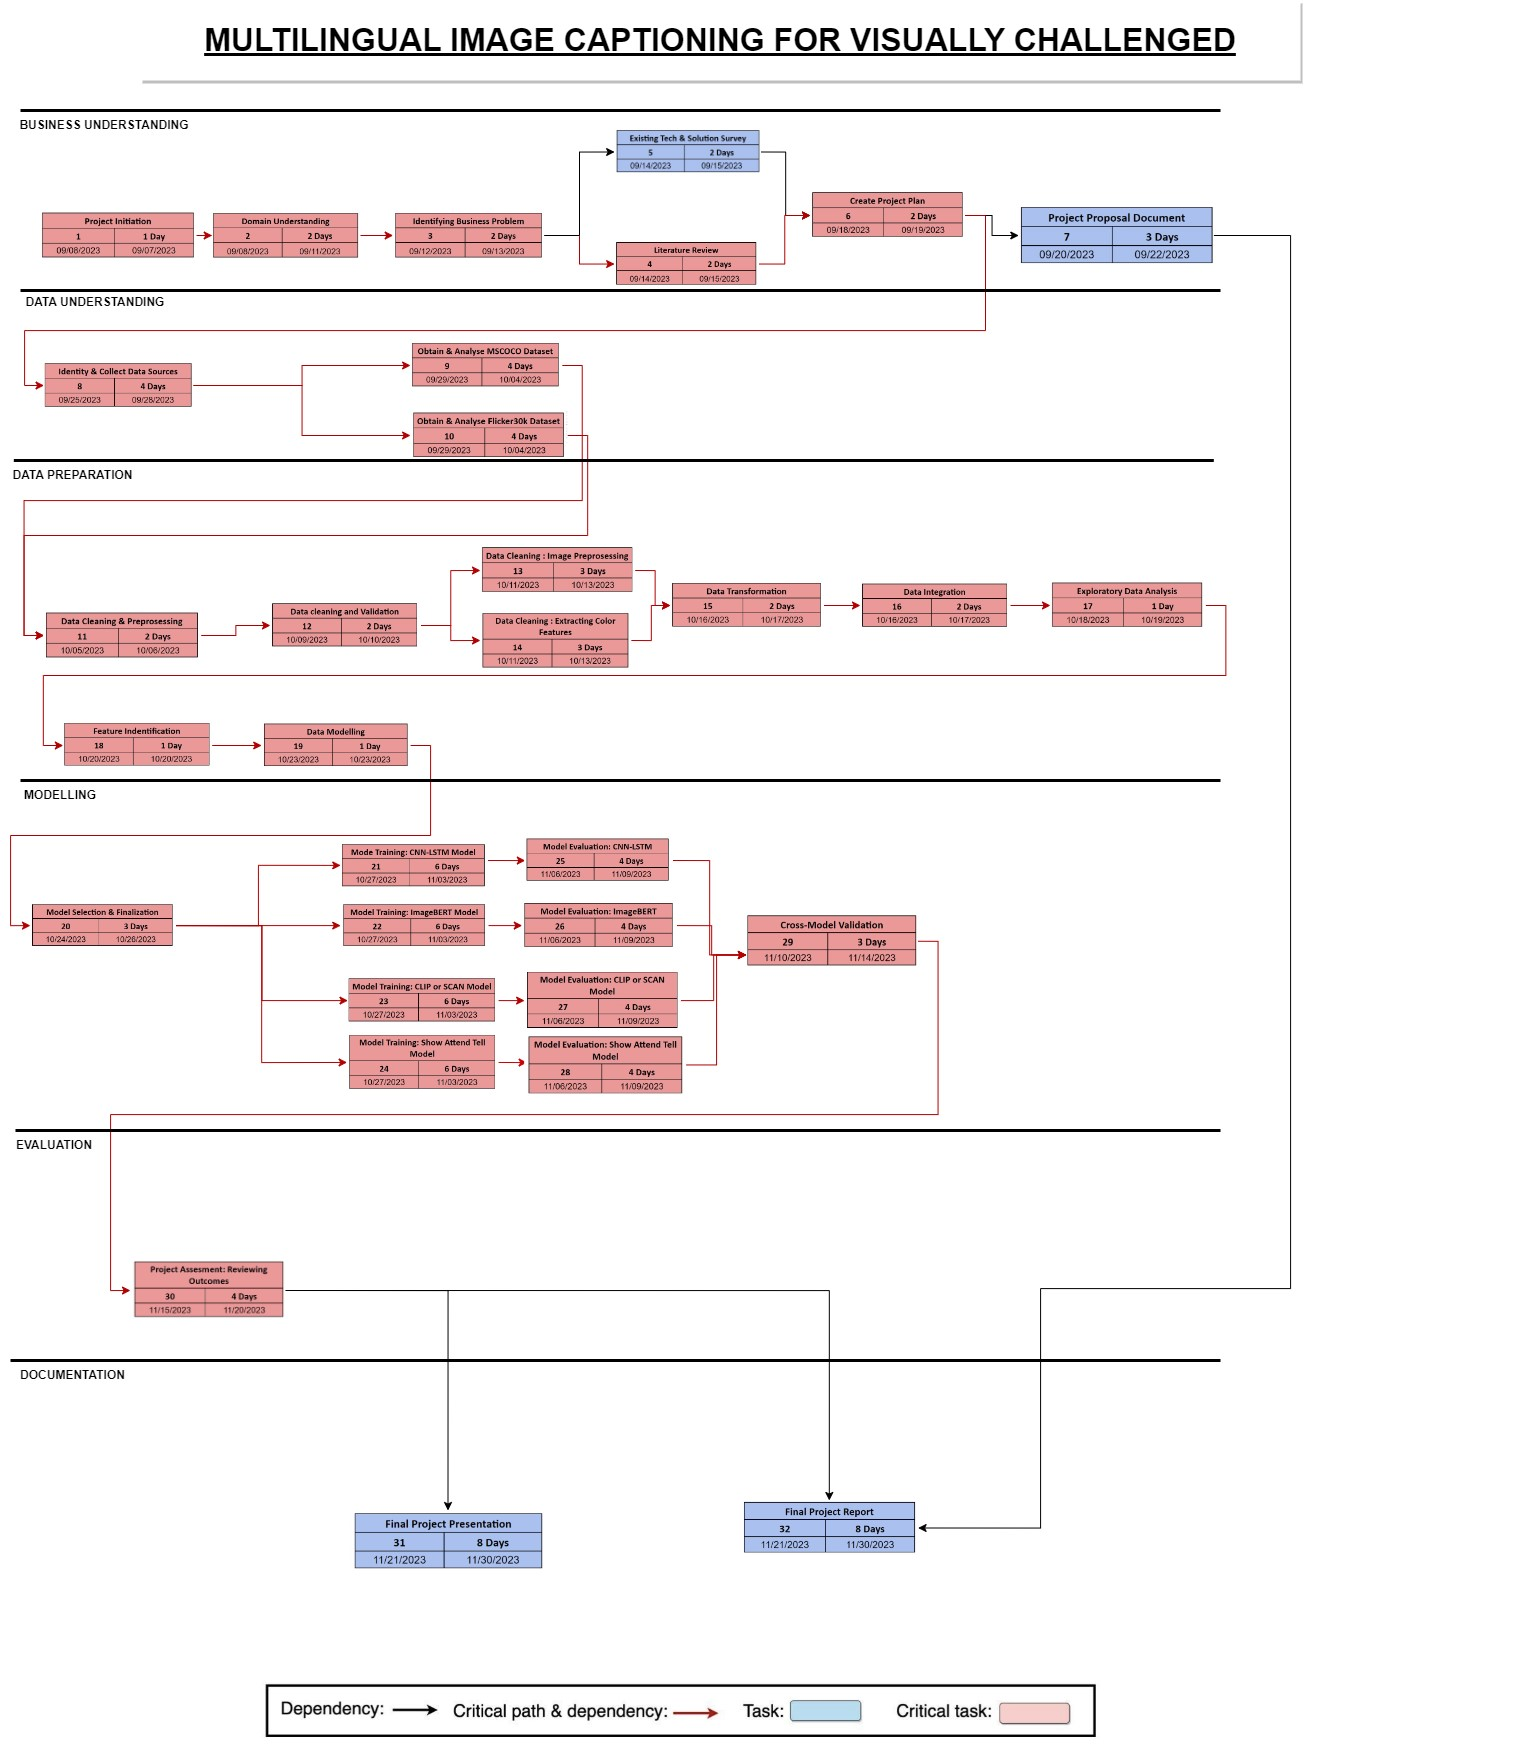 MULTILINGUAL IMAGE CAPTIONING FOR VISUALLY CHALLENGED
BUSINESS UNDERSTANDING
Existing Tech & Solution Survey
5 2 Days
09/14/2023 09/15/2023
Project Initiation
1 1 Day
09/08/2023 09/07/2023
Domain Understanding
2 2 Days
09/08/2023 09/11/2023
Identifying Business Problem
3 2 Days
09/12/2023 09/13/2023
Literature Review
4 2 Days
09/14/2023 09/15/2023
Create Project Plan
6 2 Days
09/18/2023 09/19/2023
Project Proposal Document
7 3 Days
09/20/2023 09/22/2023
DATA UNDERSTANDING
Identity & Collect Data Sources
8 4 Days
09/25/2023 09/28/2023
Obtain & Analyse MSCOCO Dataset
9 4 Days
09/29/2023 10/04/2023
Obtain & Analyse Flicker30k Dataset
10 4 Days
09/29/2023 10/04/2023
DATA PREPARATION
Data Cleaning & Preprosessing
11 2 Days
10/05/2023 10/06/2023
Data cleaning and Validation
12 2 Days
10/09/2023 10/10/2023
Data Cleaning : Image Preprosessing
13 3 Days
10/11/2023 10/13/2023
Data Cleaning : Extracting Color
Features
14 3 Days
10/11/2023 10/13/2023
Data Transformation
15 2 Days
10/16/2023 10/17/2023
Data Integration
16 2 Days
10/16/2023 10/17/2023
Exploratory Data Analysis
17 1 Day
10/18/2023 10/19/2023
Feature Indentification
18 1 Day
10/20/2023 10/20/2023
Data Modelling
19 1 Day
10/23/2023 10/23/2023
MODELLING
Model Selection & Finalization
20 3 Days
10/24/2023 10/26/2023
Mode Training: CNN-LSTM Model
21 6 Days
10/27/2023 11/03/2023
Model Evaluation: CNN-LSTM
25 4 Days
11/06/2023 11/09/2023
Model Training: ImageBERT Model
22 6 Days
10/27/2023 11/03/2023
Model Evaluation: ImageBERT
26 4 Days
11/06/2023 11/09/2023
Model Training: CLIP or SCAN Model
23 6 Days
10/27/2023 11/03/2023
Model Evaluation: CLIP or SCAN
Model
27 4 Days
11/06/2023 11/09/2023
Model Training: Show Attend Tell
Model
24 6 Days
10/27/2023 11/03/2023
Model Evaluation: Show Attend Tell
Model
28 4 Days
11/06/2023 11/09/2023
Cross-Model Validation
29 3 Days
11/10/2023 11/14/2023
EVALUATION
Project Assesment: Reviewing
Outcomes
30 4 Days
11/15/2023 11/20/2023
DOCUMENTATION
Final Project Presentation
31 8 Days
11/21/2023 11/30/2023
Final Project Report
32 8 Days
11/21/2023 11/30/2023
Dependency: Critical path & dependency: Task: Critical task: